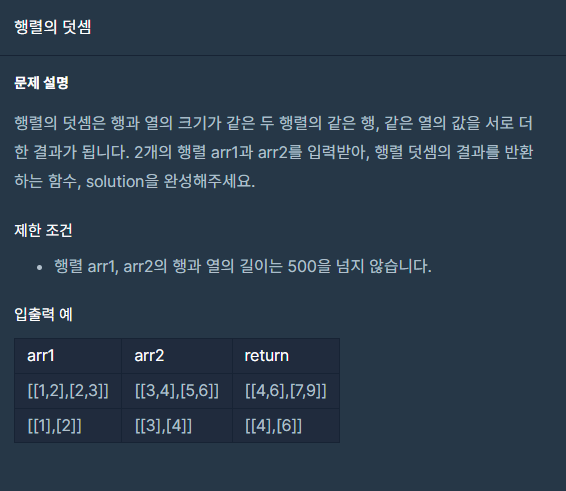 행렬의 덧셈
문제 설명
행렬의 덧셈은 행과 열의 크기가 같은 두 행렬의 같은 행, 같은 열의 값을 서로 더
한 결과가 됩니다. 2개의 행렬 arr1과 arr2를 입력받아, 행렬 덧셈의 결과를 반환
하는 함수, solution을 완성해주세요.
제한 조건
• 행렬 arr1, arr2의 행과 열의 길이는 500을 넘지 않습니다.
입출력 예
arr1 arr2 return
[[1,2],[2,3]] [[3,4],[5,6]] [[4,6],[7,9]]
[[1],[2]] [[3],[4]] [[4],[6]]